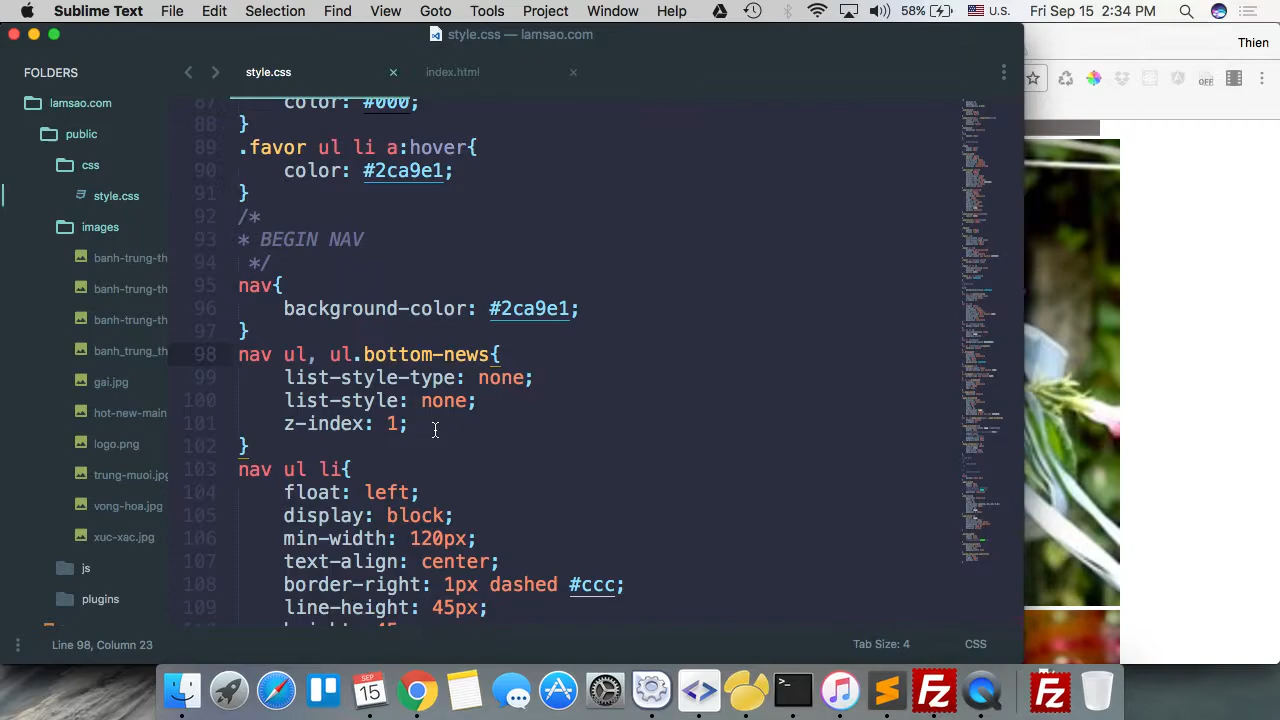 Sublime Text File Edit Selection Find View Goto Tools Project Window Help 58% U.S. Fri Sep 15 2:34 PM
style.css — lamsao.com
Thien
FOLDERS
style.css
index.html
OFF
lamsao.com
public
css
style.css
images
banh-trung-th
banh-trung-th
banh-trung-th
banh_trung_th
gai.jpg
hot-new-main
logo.png
trung-muoi.jpg
vong-hoa.jpg
xuc-xac.jpg
js
plugins
87 color: #000;
88 }
89 .favor ul li a:hover{
90 color: #2ca9e1;
91 }
92 /*
93 * BEGIN NAV
94 */
95 nav{
96 background-color: #2ca9e1;
97 }
98 nav ul, ul.bottom-news{
99 list-style-type: none;
100 list-style: none;
101 z-index: 1;
102 }
103 nav ul li{
104 float: left;
105 display: block;
106 min-width: 120px;
107 text-align: center;
108 border-right: 1px dashed #ccc;
109 line-height: 45px;
Line 98, Column 23
Tab Size: 4
CSS
SEP
15
Fz
Fz